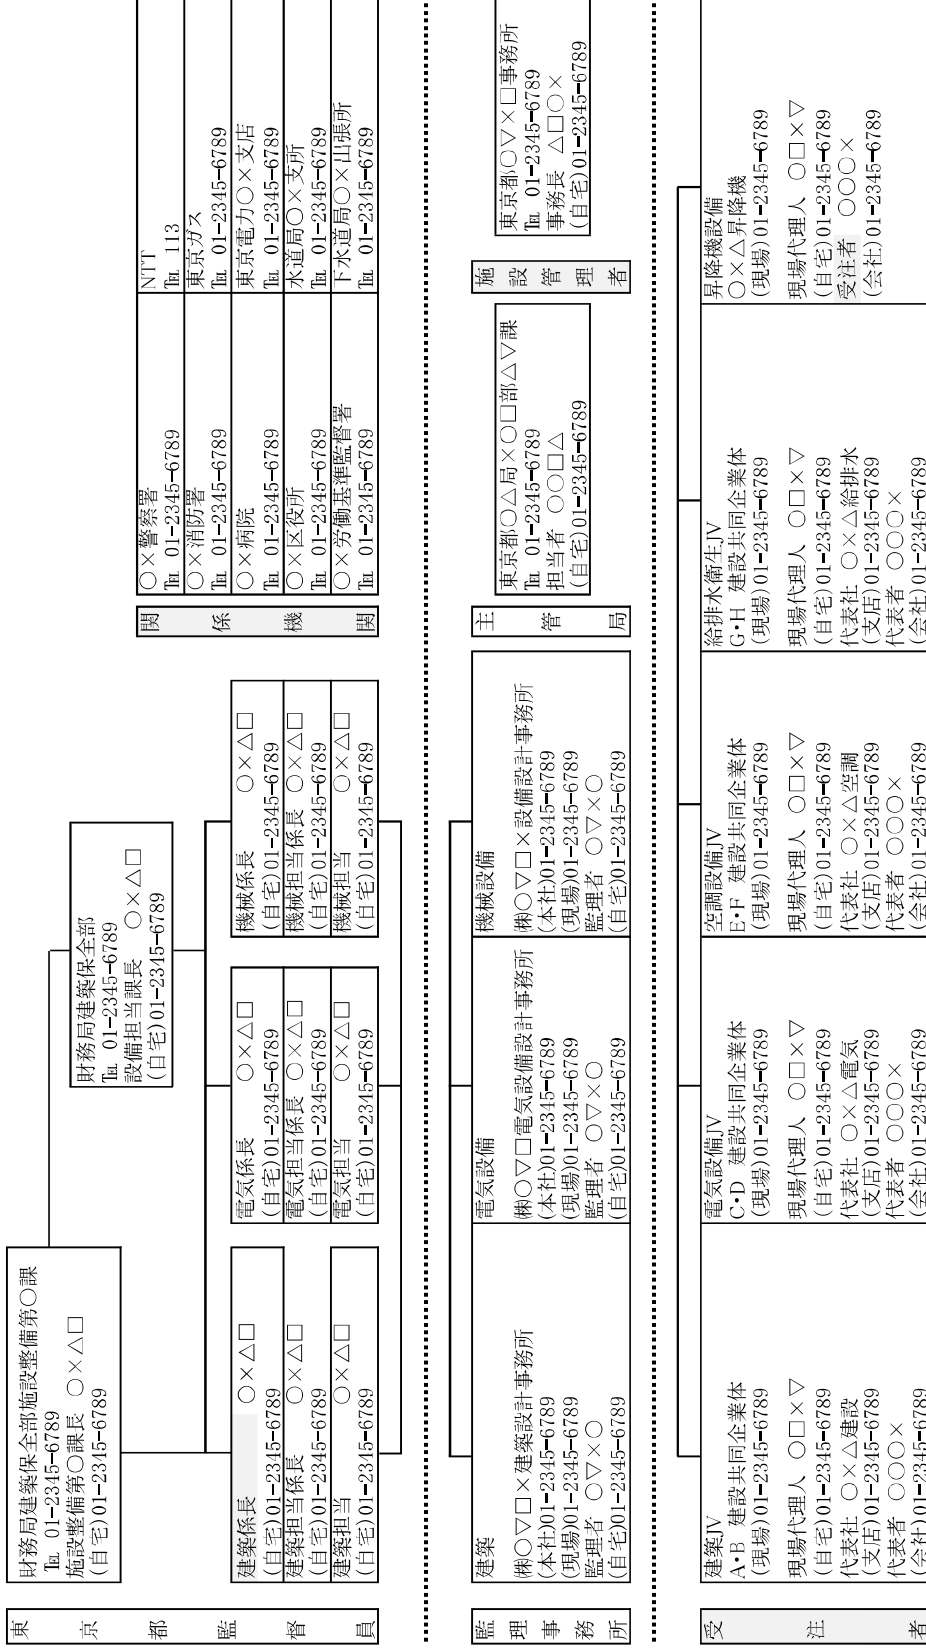 東京都監督員
財務局建築保全部施設整備第〇課
℡ 01-2345-6789
施設整備第〇課長 〇×△□
(自宅)01-2345-6789
財務局建築保全部
℡ 01-2345-6789
設備担当課長 〇×△□
(自宅)01-2345-6789
建築係長 〇×△□
(自宅)01-2345-6789
建築担当係長 〇×△□
(自宅)01-2345-6789
建築担当 〇×△□
(自宅)01-2345-6789
電気係長 〇×△□
(自宅)01-2345-6789
電気担当係長 〇×△□
(自宅)01-2345-6789
電気担当 〇×△□
(自宅)01-2345-6789
機械係長 〇×△□
(自宅)01-2345-6789
機械担当係長 〇×△□
(自宅)01-2345-6789
機械担当 〇×△□
(自宅)01-2345-6789
関係機関
〇×警察署
℡ 01-2345-6789
〇×消防署
℡ 01-2345-6789
〇×病院
℡ 01-2345-6789
〇×区役所
℡ 01-2345-6789
〇×労働基準監督署
℡ 01-2345-6789
NTT
℡ 113
東京ガス
℡ 01-2345-6789
東京電力〇×支店
℡ 01-2345-6789
水道局〇×支所
℡ 01-2345-6789
下水道局〇×出張所
℡ 01-2345-6789
監理事務所
建築
㈱〇▽□×建築設計事務所
(本社)01-2345-6789
(現場)01-2345-6789
監理者 〇▽×〇
(自宅)01-2345-6789
電気設備
㈱〇▽□電気設備設計事務所
(本社)01-2345-6789
(現場)01-2345-6789
監理者 〇▽×〇
(自宅)01-2345-6789
機械設備
㈱〇▽□×設備設計事務所
(本社)01-2345-6789
(現場)01-2345-6789
監理者 〇▽×〇
(自宅)01-2345-6789
主管局
東京都〇△局×〇□部△▽課
℡ 01-2345-6789
担当者 〇〇□△
(自宅)01-2345-6789
施設管理者
東京都〇▽×□事務所
℡ 01-2345-6789
事務長 △□〇×
(自宅)01-2345-6789
受注者
建築JV
A・B 建設共同企業体
(現場)01-2345-6789
現場代理人 〇□×▽
(自宅)01-2345-6789
代表社 〇×△建設
(支店)01-2345-6789
代表者 〇〇〇×
(会社)01-2345-6789
電気設備JV
C・D 建設共同企業体
(現場)01-2345-6789
現場代理人 〇□×▽
(自宅)01-2345-6789
代表社 〇×△電気
(支店)01-2345-6789
代表者 〇〇〇×
(会社)01-2345-6789
空調設備JV
E・F 建設共同企業体
(現場)01-2345-6789
現場代理人 〇□×▽
(自宅)01-2345-6789
代表社 〇×△空調
(支店)01-2345-6789
代表者 〇〇〇×
(会社)01-2345-6789
給排水衛生JV
G・H 建設共同企業体
(現場)01-2345-6789
現場代理人 〇□×▽
(自宅)01-2345-6789
代表社 〇×△給排水
(支店)01-2345-6789
代表者 〇〇〇×
(会社)01-2345-6789
昇降機設備
〇×△昇降機
(現場)01-2345-6789
現場代理人 〇□×▽
(自宅)01-2345-6789
受注者 〇〇〇×
(会社)01-2345-6789